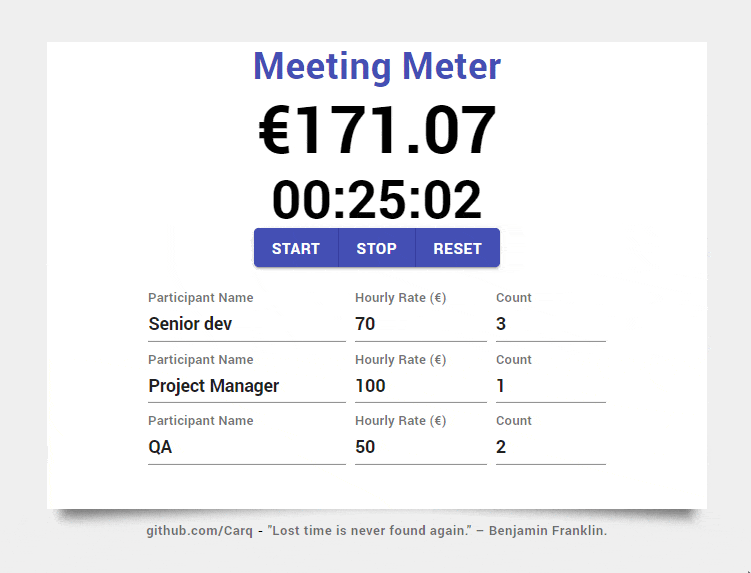 Meeting Meter
€171.07
00:25:02
START STOP RESET
Participant Name Hourly Rate (€) Count
Senior dev 70 3
Participant Name Hourly Rate (€) Count
Project Manager 100 1
Participant Name Hourly Rate (€) Count
QA 50 2
github.com/Carq - "Lost time is never found again." – Benjamin Franklin.